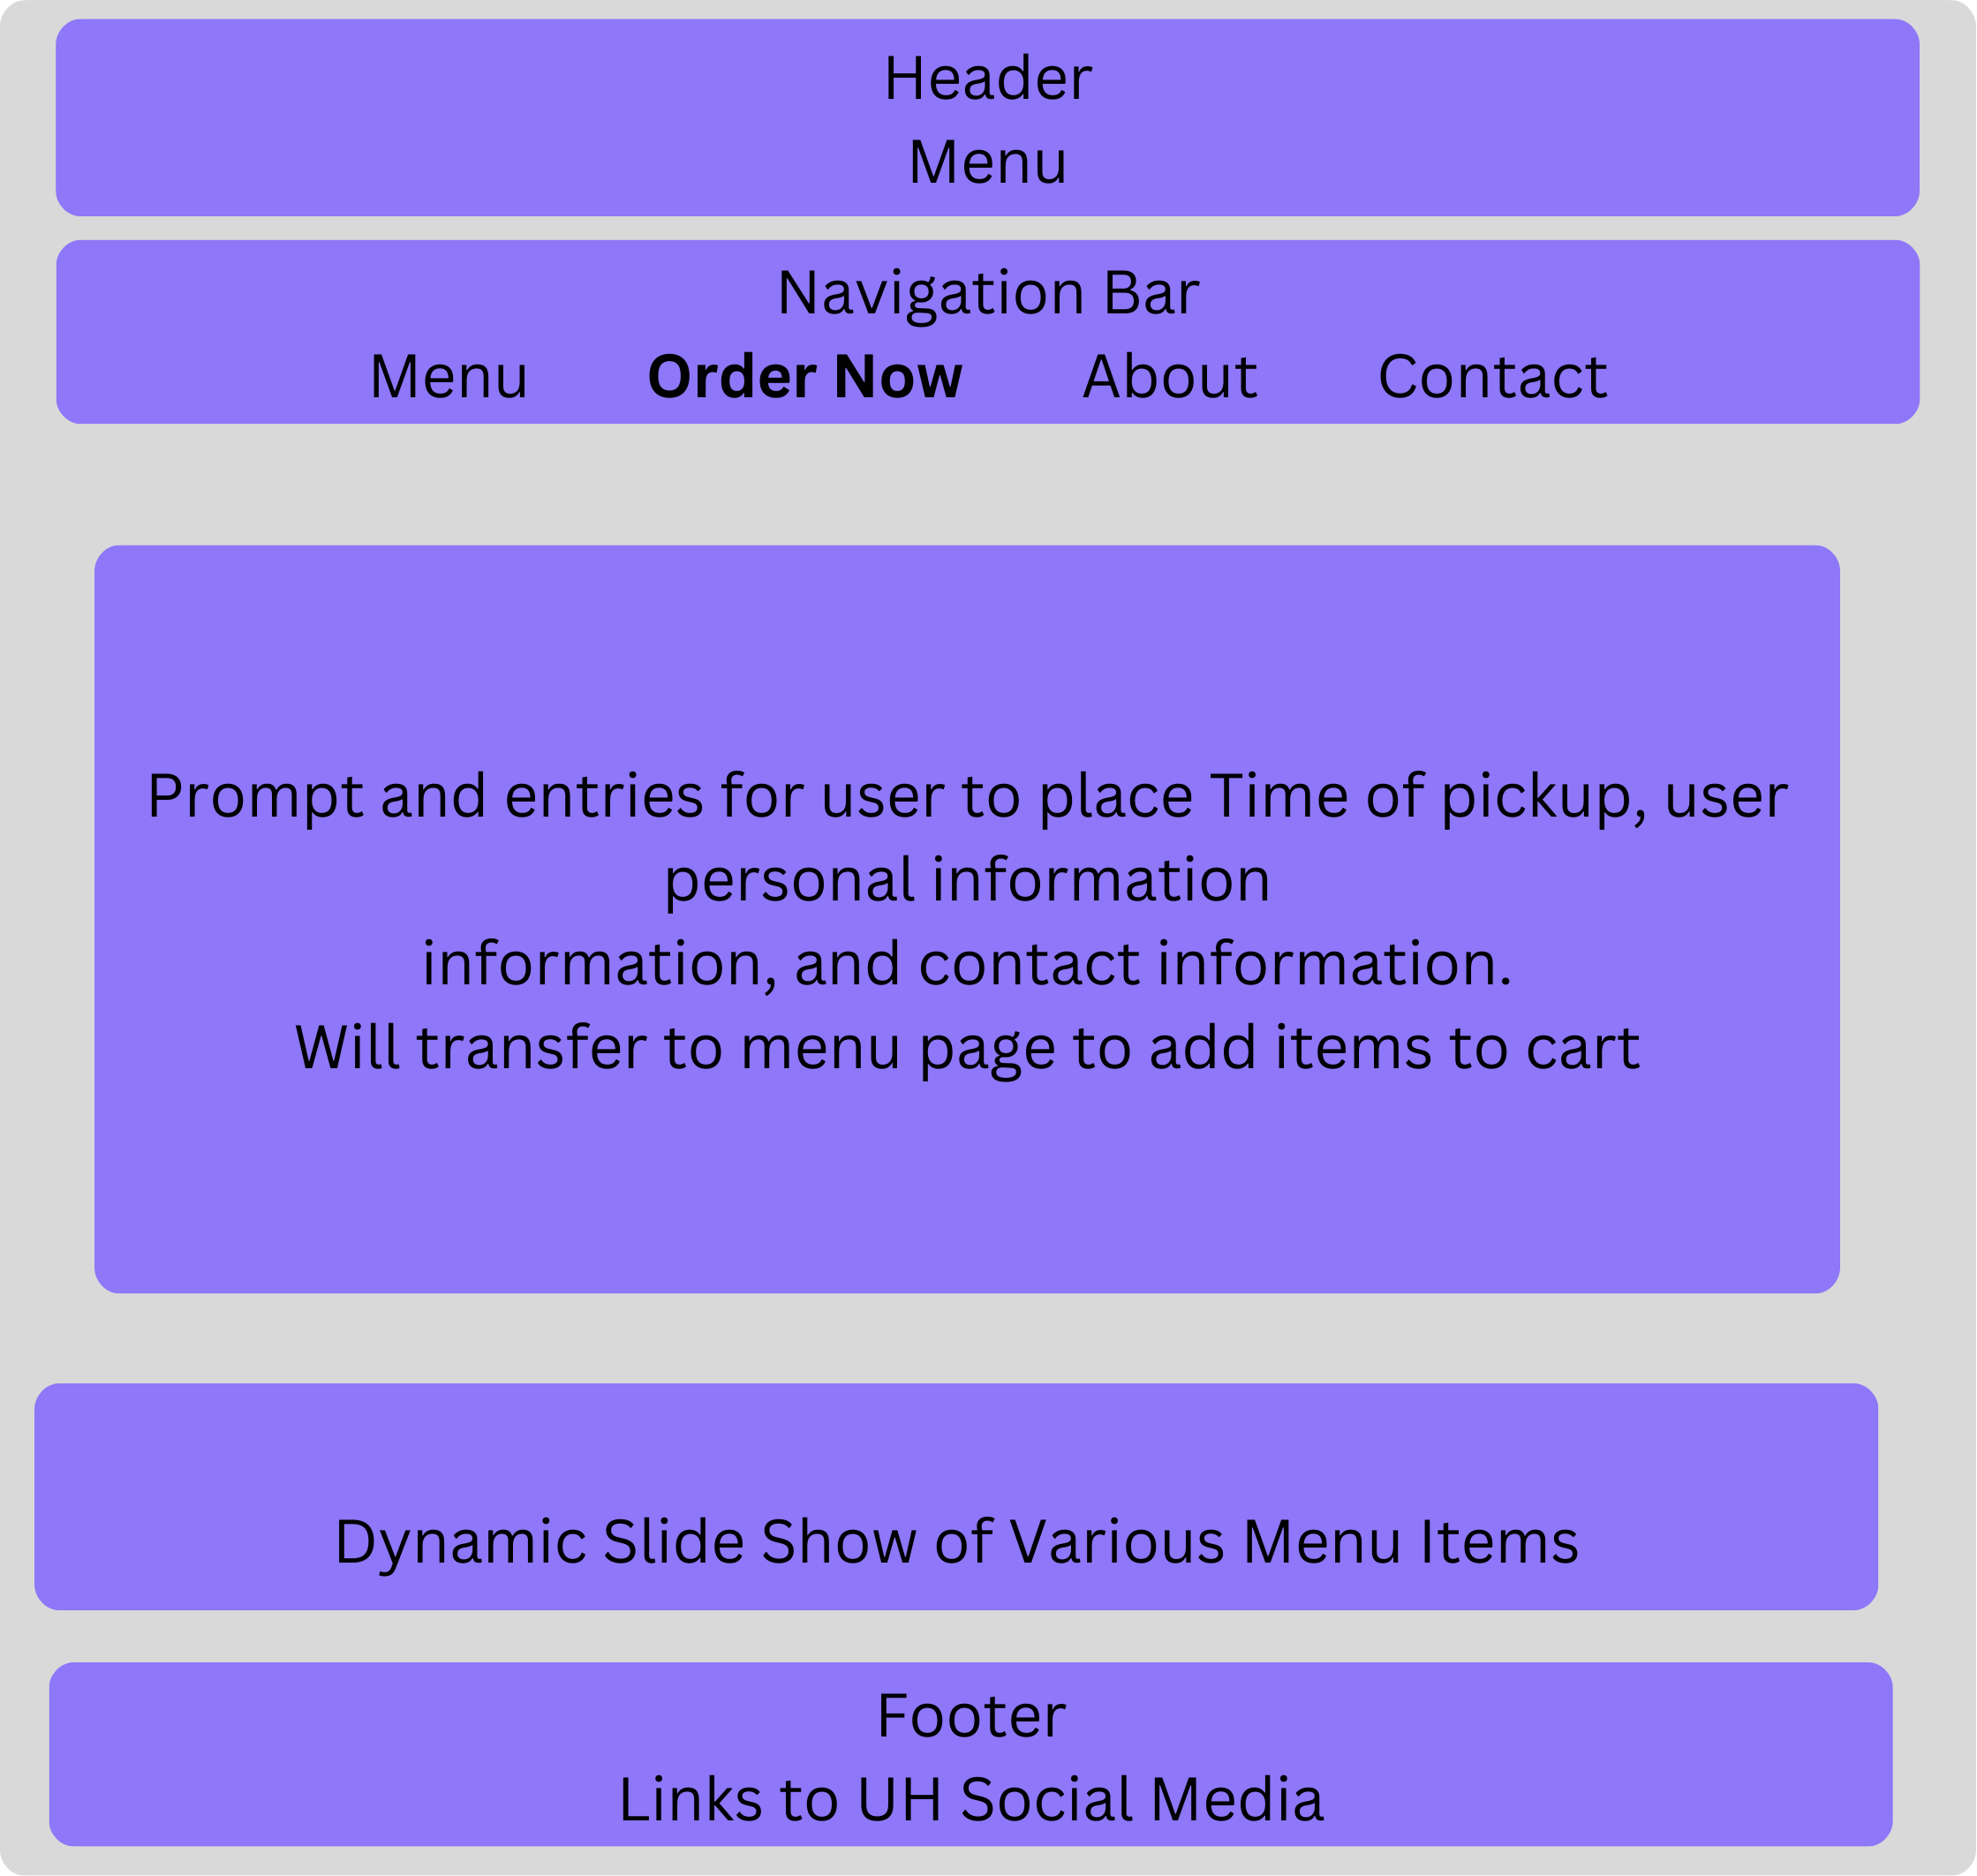 Header
Menu
Navigation Bar
Menu Order Now About Contact
Prompt and entries for user to place Time of pickup, user
personal information
information, and contact information.
Will transfer to menu page to add items to cart
Dynamic Slide Show of Various Menu Items
Footer
Links to UH Social Media